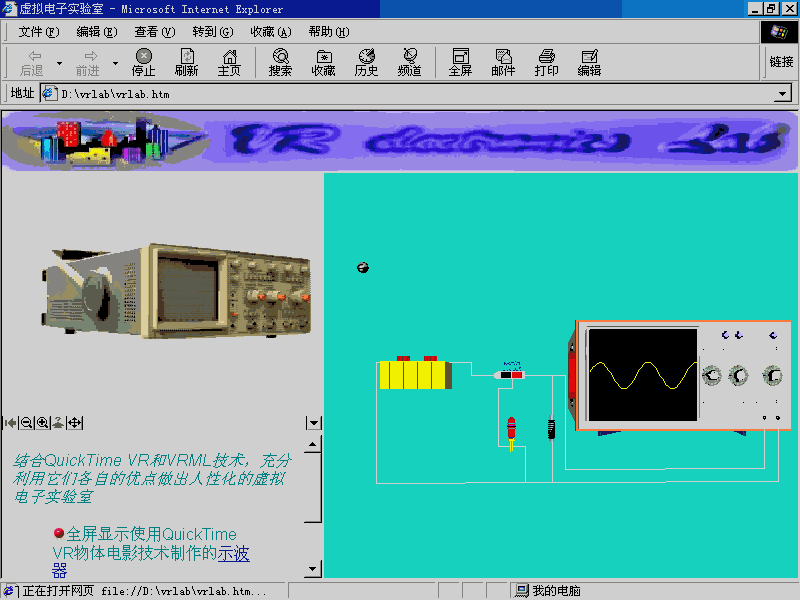 虚拟电子实验室 - Microsoft Internet Explorer
文件(F) 编辑(E) 查看(V) 转到(G) 收藏(A) 帮助(H)
后退 前进 停止 刷新 主页 搜索 收藏 历史 频道 全屏 邮件 打印 编辑 链接
地址 D:\vrlab\vrlab.htm
VR electronics Lab
结合QuickTime VR和VRML技术，充分
利用它们各自的优点做出人性化的虚拟
电子实验室
全屏显示使用QuickTime
VR物体电影技术制作的示波
器
正在打开网页 file://D:\vrlab\vrlab.htm... 我的电脑